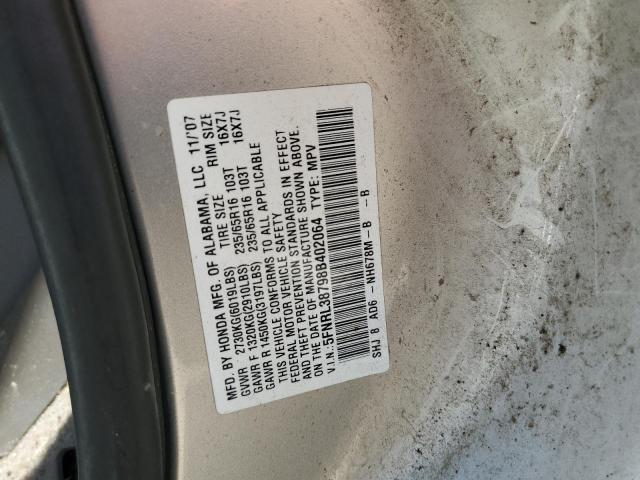 MFD. BY HONDA MFG. OF ALABAMA, LLC 11/'07
TIRE SIZE RIM SIZE
GVWR 2730KG(6019LBS)
GAWR F 1320KG(2910LBS) 235/65R16 103T 16X7J
GAWR R 1450KG(3197LBS) 235/65R16 103T 16X7J
THIS VEHICLE CONFORMS TO ALL APPLICABLE
FEDERAL MOTOR VEHICLE SAFETY
AND THEFT PREVENTION STANDARDS IN EFFECT
ON THE DATE OF MANUFACTURE SHOWN ABOVE.
V.I.N.: 5FNRL38798B402064 TYPE: MPV
SHJ 8 AD6 - NH678M - B - B